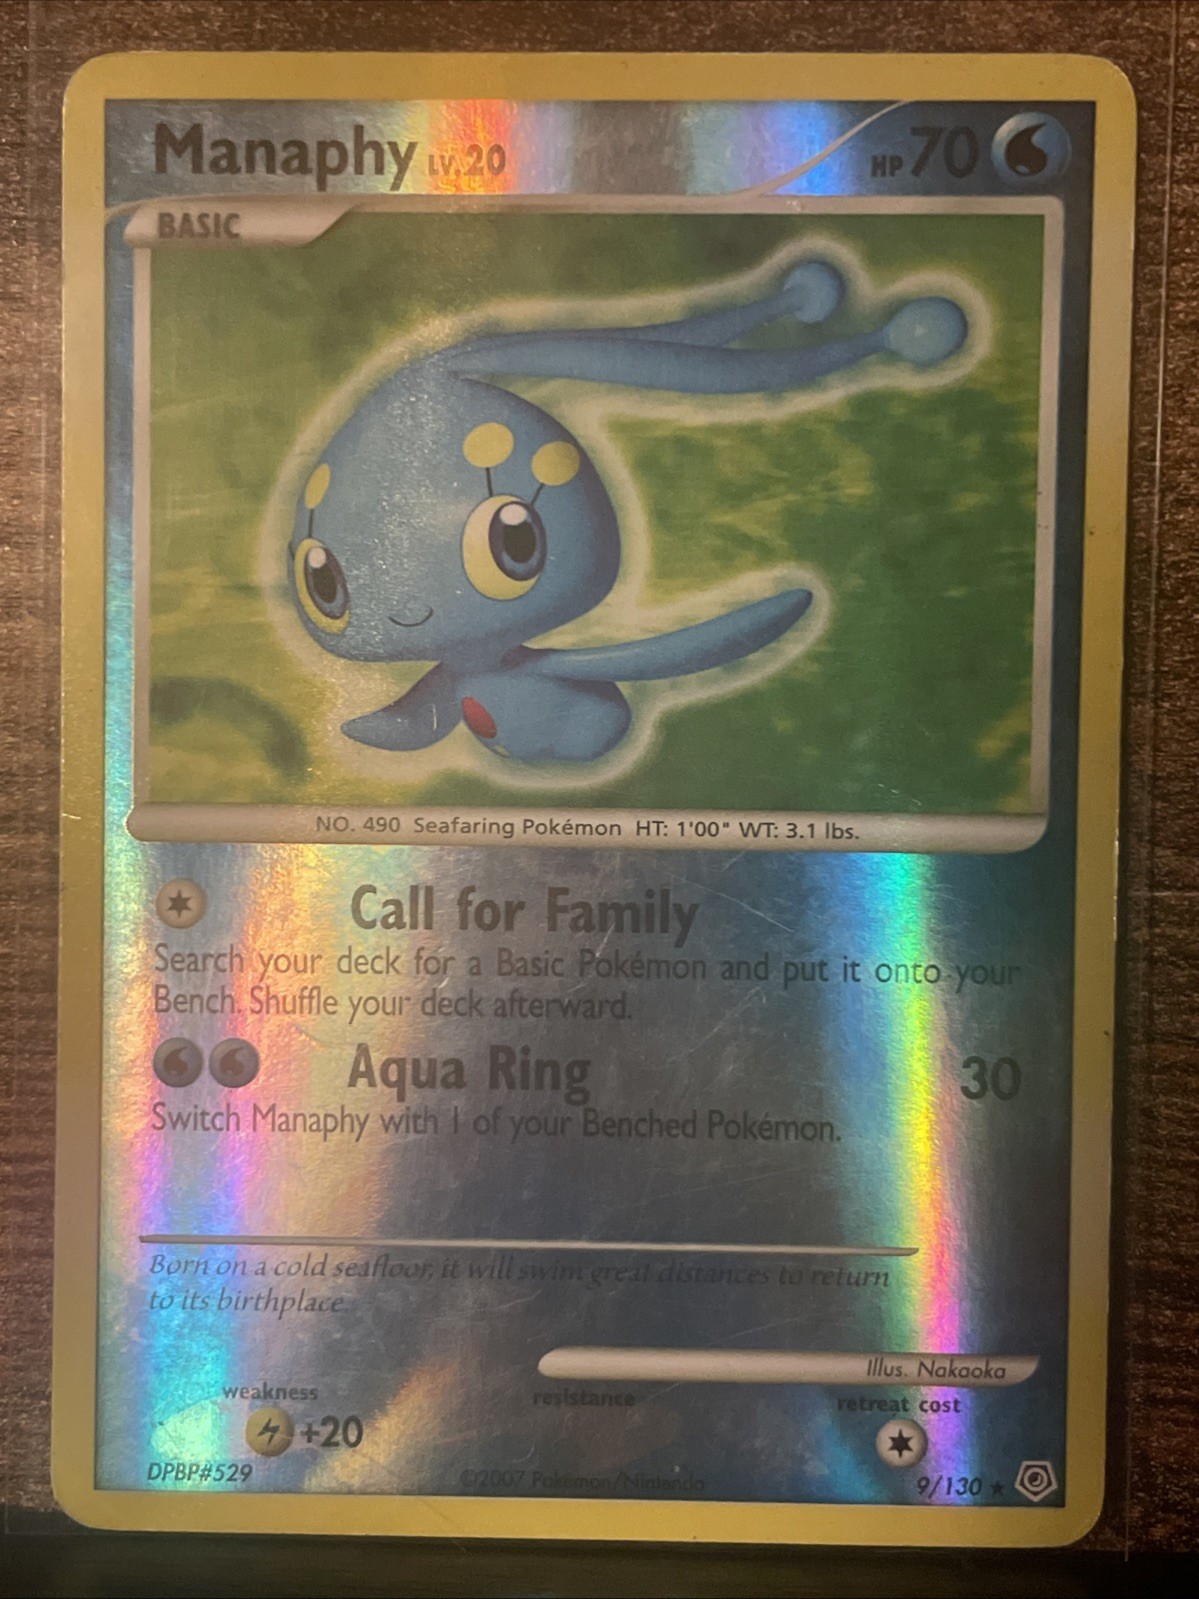 Manaphy LV.20 HP 70
BASIC
NO. 490 Seafaring Pokémon HT: 1'00" WT: 3.1 lbs.
Call for Family
Search your deck for a Basic Pokémon and put it onto your
Bench. Shuffle your deck afterward.
Aqua Ring 30
Switch Manaphy with 1 of your Benched Pokémon.
Born on a cold seafloor, it will swim great distances to return
to its birthplace.
Illus. Nakaoka
weakness resistance retreat cost
+20
DPBP#529 ©2007 Pokémon/Nintendo 9/130